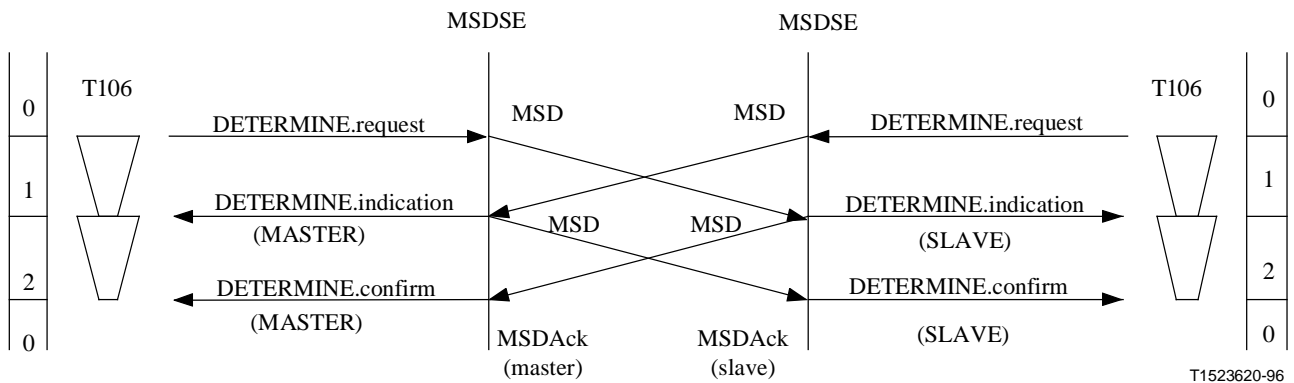 MSDSE MSDSE
T106 T106
0 MSD MSD 0
DETERMINE.request DETERMINE.request
1 1
DETERMINE.indication MSD MSD DETERMINE.indication
(MASTER) (SLAVE)
2 2
DETERMINE.confirm DETERMINE.confirm
(MASTER) (SLAVE)
0 MSDAck MSDAck 0
(master) (slave)
T1523620-96